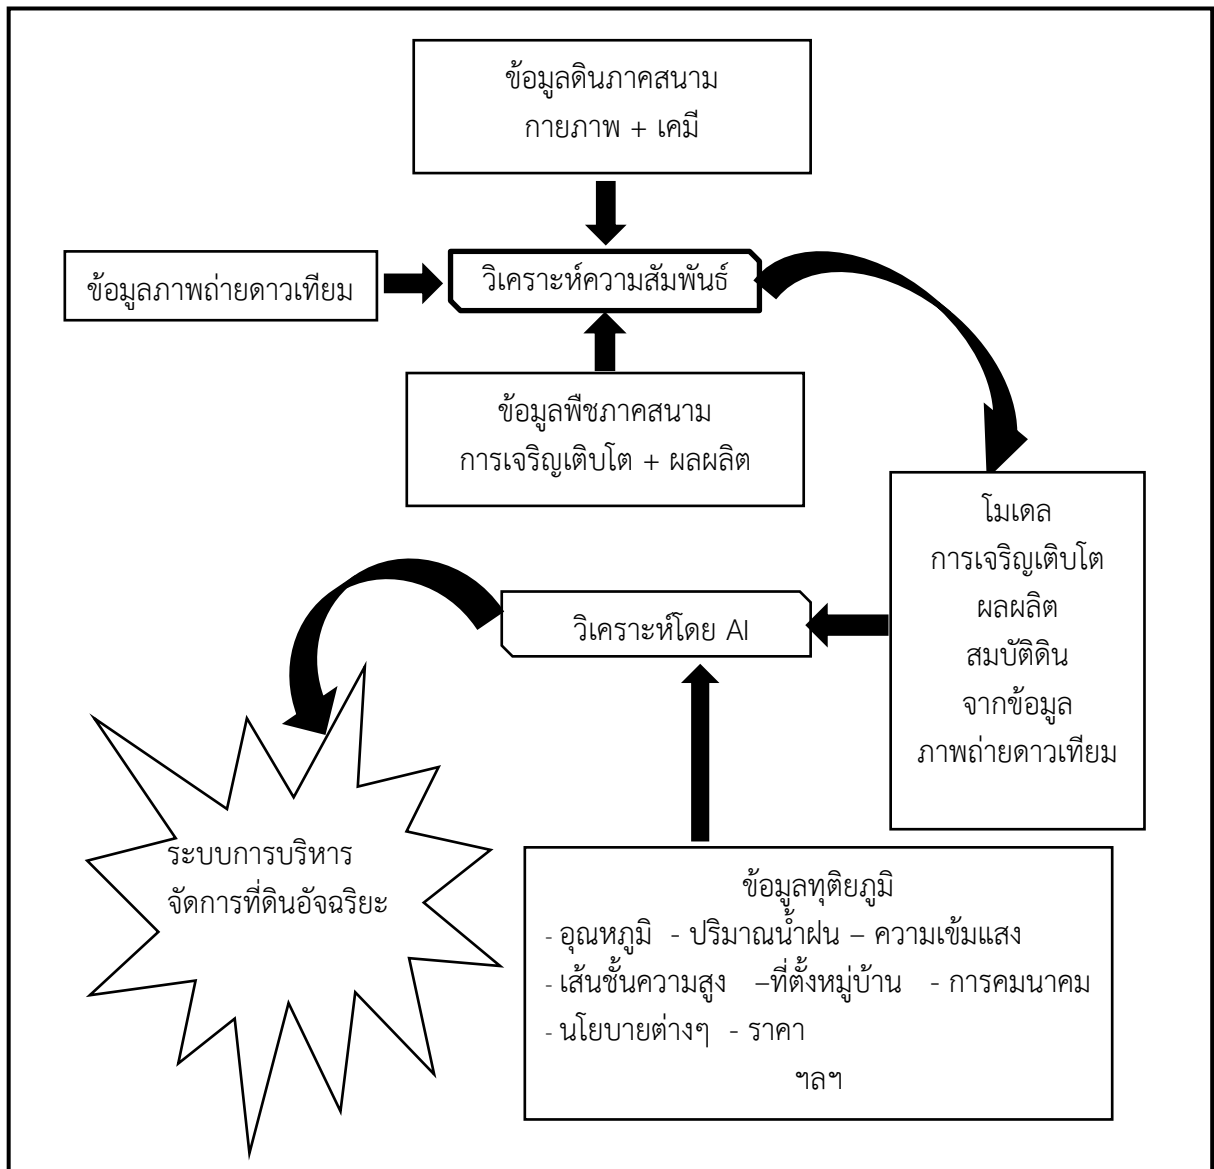 ข้อมูลดินภาคสนาม
กายภาพ + เคมี
ข้อมูลภาพถ่ายดาวเทียม
วิเคราะห์ความสัมพันธ์
ข้อมูลพืชภาคสนาม
การเจริญเติบโต + ผลผลิต
โมเดล
การเจริญเติบโต
ผลผลิต
สมบัติดิน
จากข้อมูล
ภาพถ่ายดาวเทียม
วิเคราะห์โดย AI
ระบบการบริหาร
จัดการที่ดินอัจฉริยะ
ข้อมูลทุติยภูมิ
- อุณหภูมิ - ปริมาณน้ำฝน – ความเข้มแสง
- เส้นชั้นความสูง –ที่ตั้งหมู่บ้าน - การคมนาคม
- นโยบายต่างๆ - ราคา
ฯลฯ